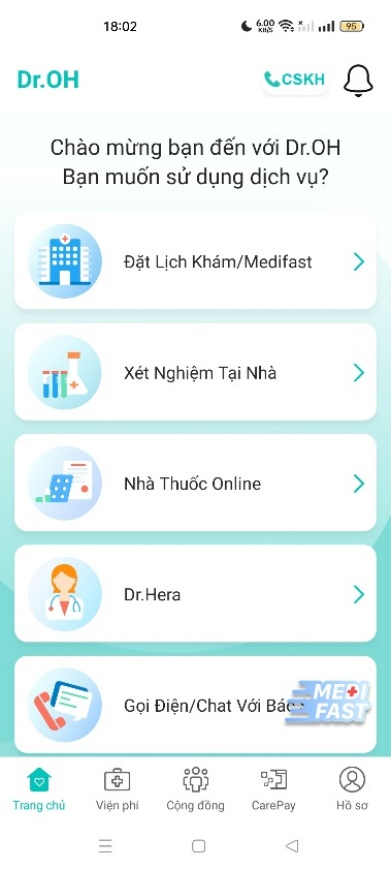 18:02
6.00
KB/S
95
Dr.OH
CSKH
Chào mừng bạn đến với Dr.OH
Bạn muốn sử dụng dịch vụ?
Đặt Lịch Khám/Medifast
Xét Nghiệm Tại Nhà
Nhà Thuốc Online
Dr.Hera
Gọi Điện/Chat Với
MEDI
FAST
Trang chủ
Viện phí
Cộng đồng
CarePay
Hồ sơ